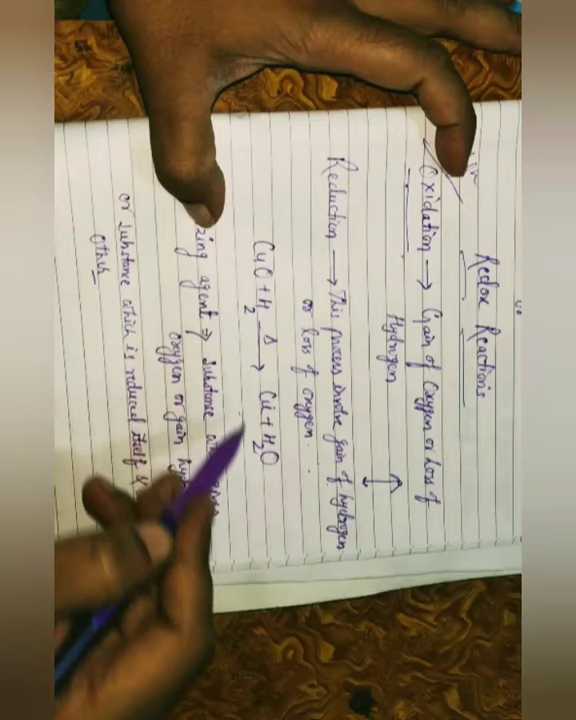 Redox Reactions
Oxidation → Gain of Oxygen or Loss of
Hydrogen
Reduction → This process involve gain of hydrogen
or loss of oxygen.
CuO + H2 —Δ→ Cu + H2O
zing agent ⇒ Substance
oxygen or gain
or substance which is reduced itself &
other